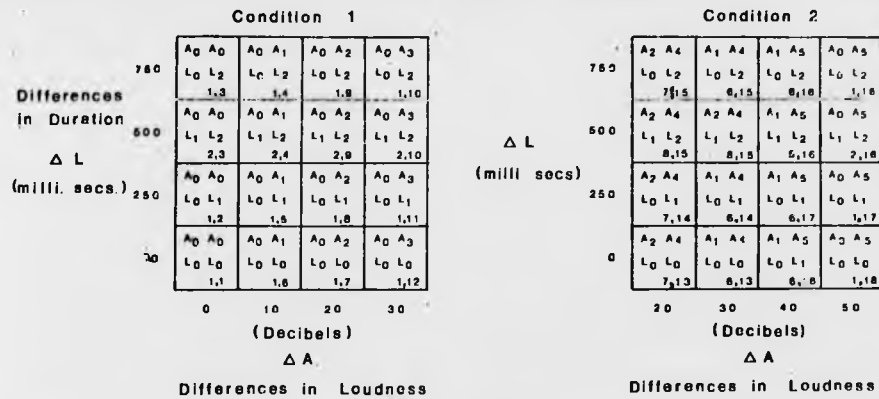 Condition 1
A0 A0 A0 A1 A0 A2 A0 A3
750
L0 L2 L0 L2 L0 L2 L0 L2
1,3 1,4 1,9 1,10
Differences
in Duration
A0 A0 A0 A1 A0 A2 A0 A3
500
L1 L2 L1 L2 L1 L2 L1 L2
2,3 2,4 2,9 2,10
Δ L
(milli. secs.)
A0 A0 A0 A1 A0 A2 A0 A3
250
L0 L1 L0 L1 L0 L1 L0 L1
1,2 1,5 1,8 1,11
A0 A0 A0 A1 A0 A2 A0 A3
L0 L0 L0 L0 L0 L0 L0 L0
1,1 1,6 1,7 1,12
0 10 20 30
(Decibels)
Δ A
Differences in Loudness
Condition 2
A2 A4 A1 A4 A1 A5 A0 A5
750
L0 L2 L0 L2 L0 L2 L0 L2
7,15 6,15 6,16 1,16
A2 A4 A2 A4 A1 A5 A0 A5
500
L1 L2 L1 L2 L1 L2 L1 L2
8,15 8,15 16 2,16
Δ L
(milli secs)
A2 A4 A1 A4 A1 A5 A0 A5
250
L0 L1 L0 L1 L0 L1 L0 L1
7,14 6,14 6,17 1,17
A2 A4 A1 A4 A1 A5 A5
0
L0 L0 L0 L0 L0 L1 L0 L0
7,13 6,13 1,18
20 30 40 50
(Decibels)
Δ A
Differences in Loudness